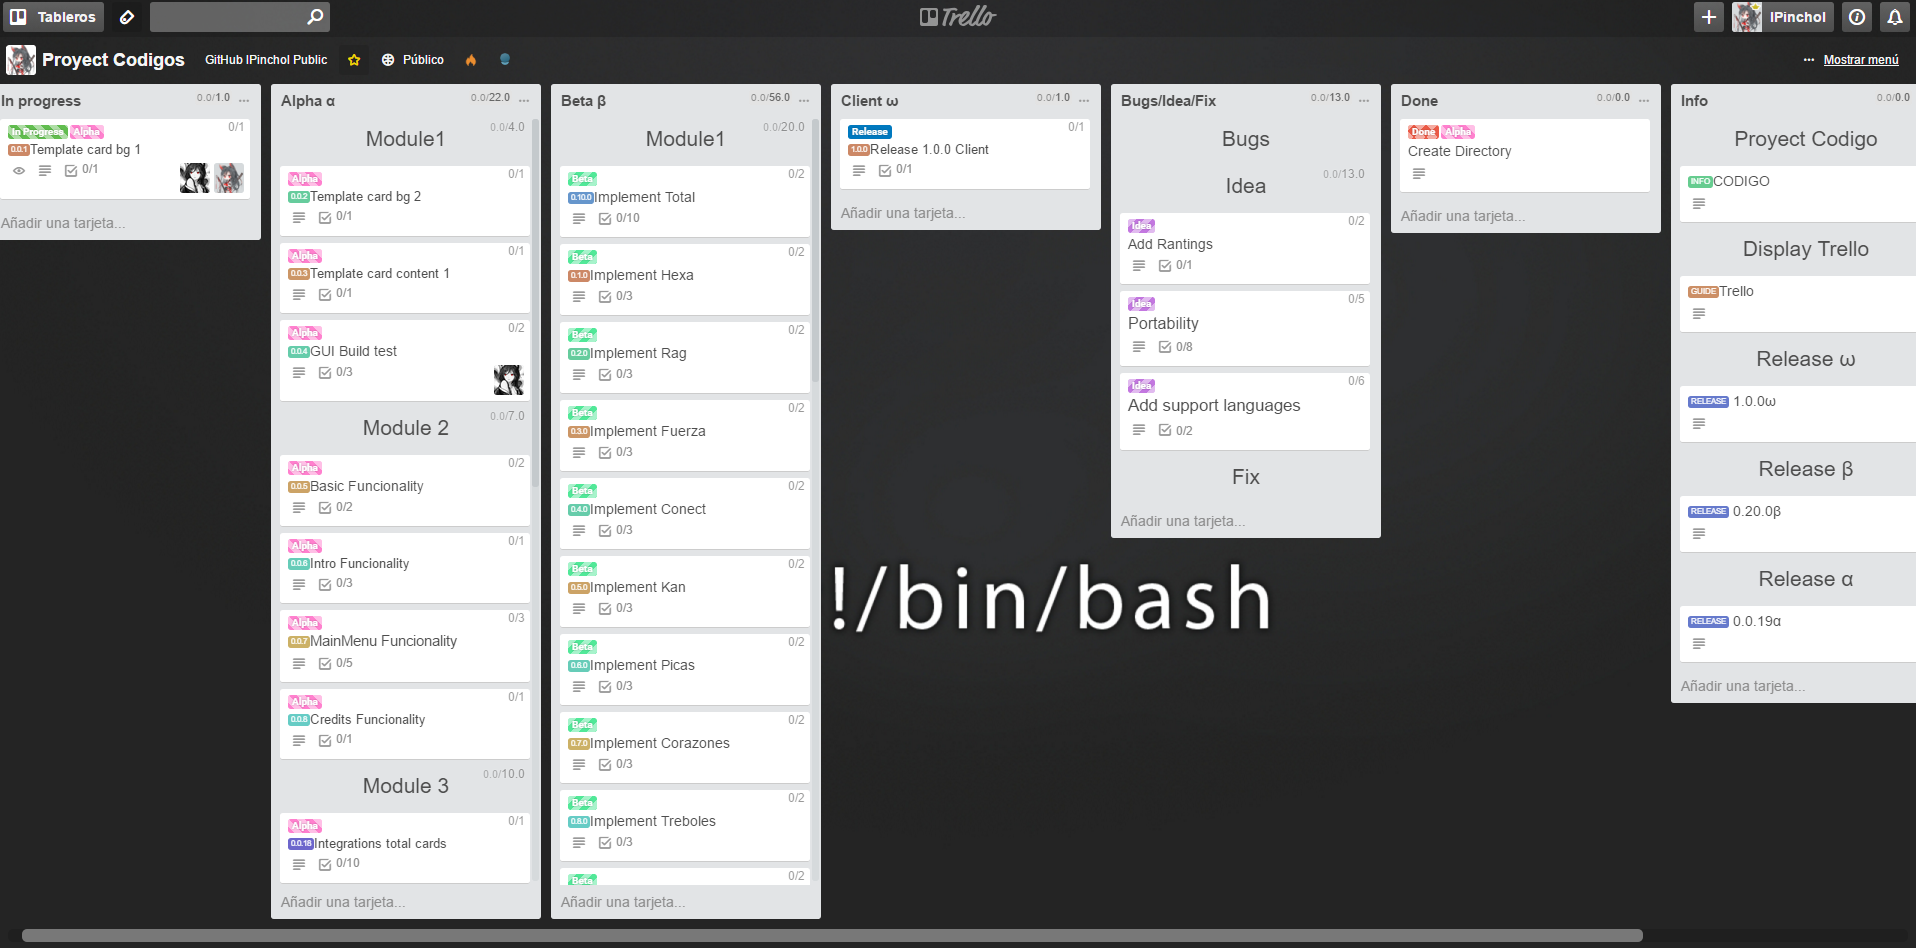 Tableros
Trello
IPinchol
Proyect Codigos
GitHub IPinchol Public
Público
Mostrar menú
In progress
0.0/1.0
In Progress Alpha
0/1
0.0.1 Template card bg 1
0/1
Añadir una tarjeta...
Alpha α
0.0/22.0
Module1
0.0/4.0
Alpha
0/1
0.0.2 Template card bg 2
0/1
Alpha
0/1
0.0.3 Template card content 1
0/1
Alpha
0/2
0.0.4 GUI Build test
0/3
Module 2
0.0/7.0
Alpha
0/2
0.0.5 Basic Funcionality
0/2
Alpha
0/1
0.0.6 Intro Funcionality
0/3
Alpha
0/3
0.0.7 MainMenu Funcionality
0/5
Alpha
0/1
0.0.8 Credits Funcionality
0/1
Module 3
0.0/10.0
Alpha
0/1
0.0.18 Integrations total cards
0/10
Añadir una tarjeta...
Beta β
0.0/56.0
Module1
0.0/20.0
Beta
0/2
0.10.0 Implement Total
0/10
Beta
0/2
0.1.0 Implement Hexa
0/3
Beta
0/2
0.2.0 Implement Rag
0/3
Beta
0/2
0.3.0 Implement Fuerza
0/3
Beta
0/2
0.4.0 Implement Conect
0/3
Beta
0/2
0.5.0 Implement Kan
0/3
Beta
0/2
0.6.0 Implement Picas
0/3
Beta
0/2
0.7.0 Implement Corazones
0/3
Beta
0/2
0.8.0 Implement Treboles
0/3
Beta
0/2
Añadir una tarjeta...
Client ω
0.0/1.0
Release
0/1
1.0.0 Release 1.0.0 Client
0/1
Añadir una tarjeta...
Bugs/Idea/Fix
0.0/13.0
Bugs
Idea
0.0/13.0
Idea
0/2
Add Rantings
0/1
Idea
0/5
Portability
0/8
Idea
0/6
Add support languages
0/2
Fix
Añadir una tarjeta...
Done
0.0/0.0
Done Alpha
Create Directory
Añadir una tarjeta...
Info
0.0/0.0
Proyect Codigo
INFO CODIGO
Display Trello
GUIDE Trello
Release ω
RELEASE 1.0.0ω
Release β
RELEASE 0.20.0β
Release α
RELEASE 0.0.19α
Añadir una tarjeta...
!/bin/bash